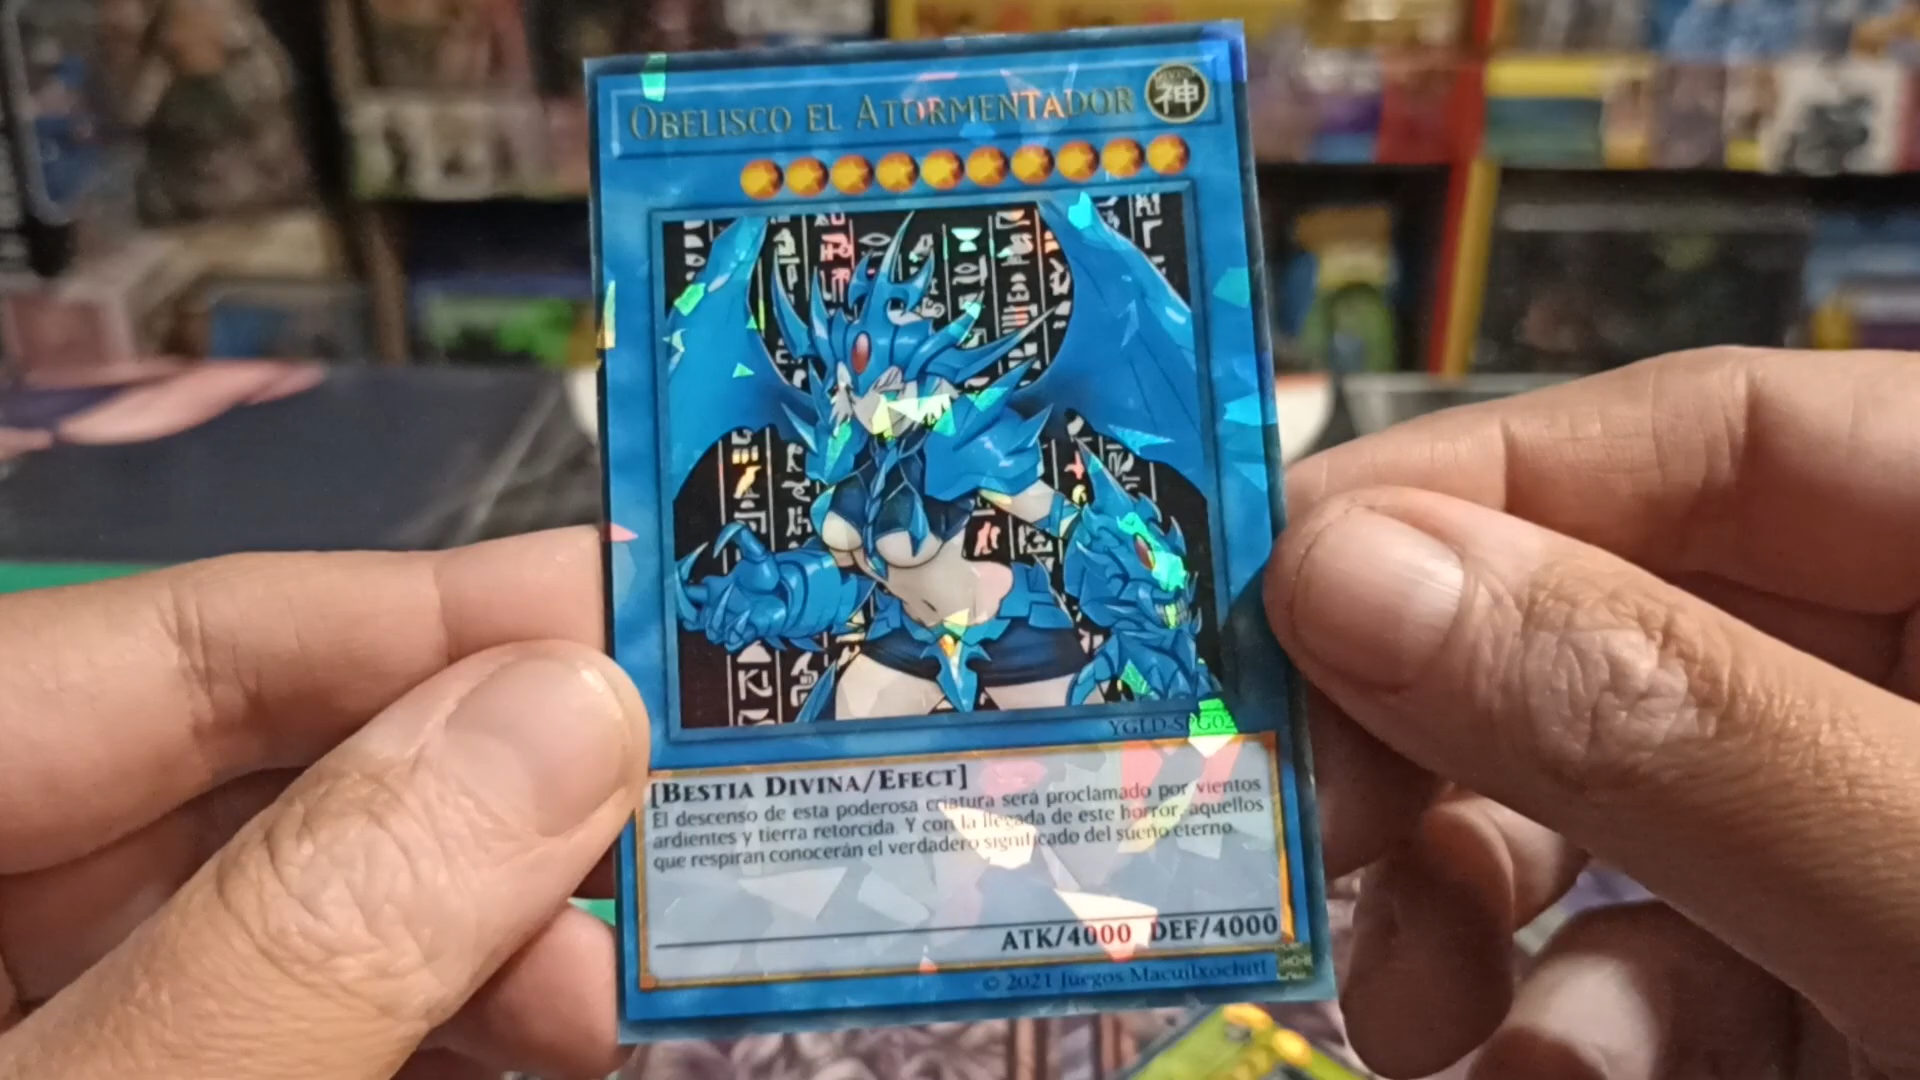 OBELISCO EL ATORMENTADOR
神
YGLD-SPG02
[BESTIA DIVINA/EFECT]
El descenso de esta poderosa criatura será proclamado por vientos
ardientes y tierra retorcida. Y con la llegada de este horror, aquellos
que respiran conocerán el verdadero significado del sueño eterno
ATK/4000 DEF/4000
© 2021 Juegos Macuilxochitl